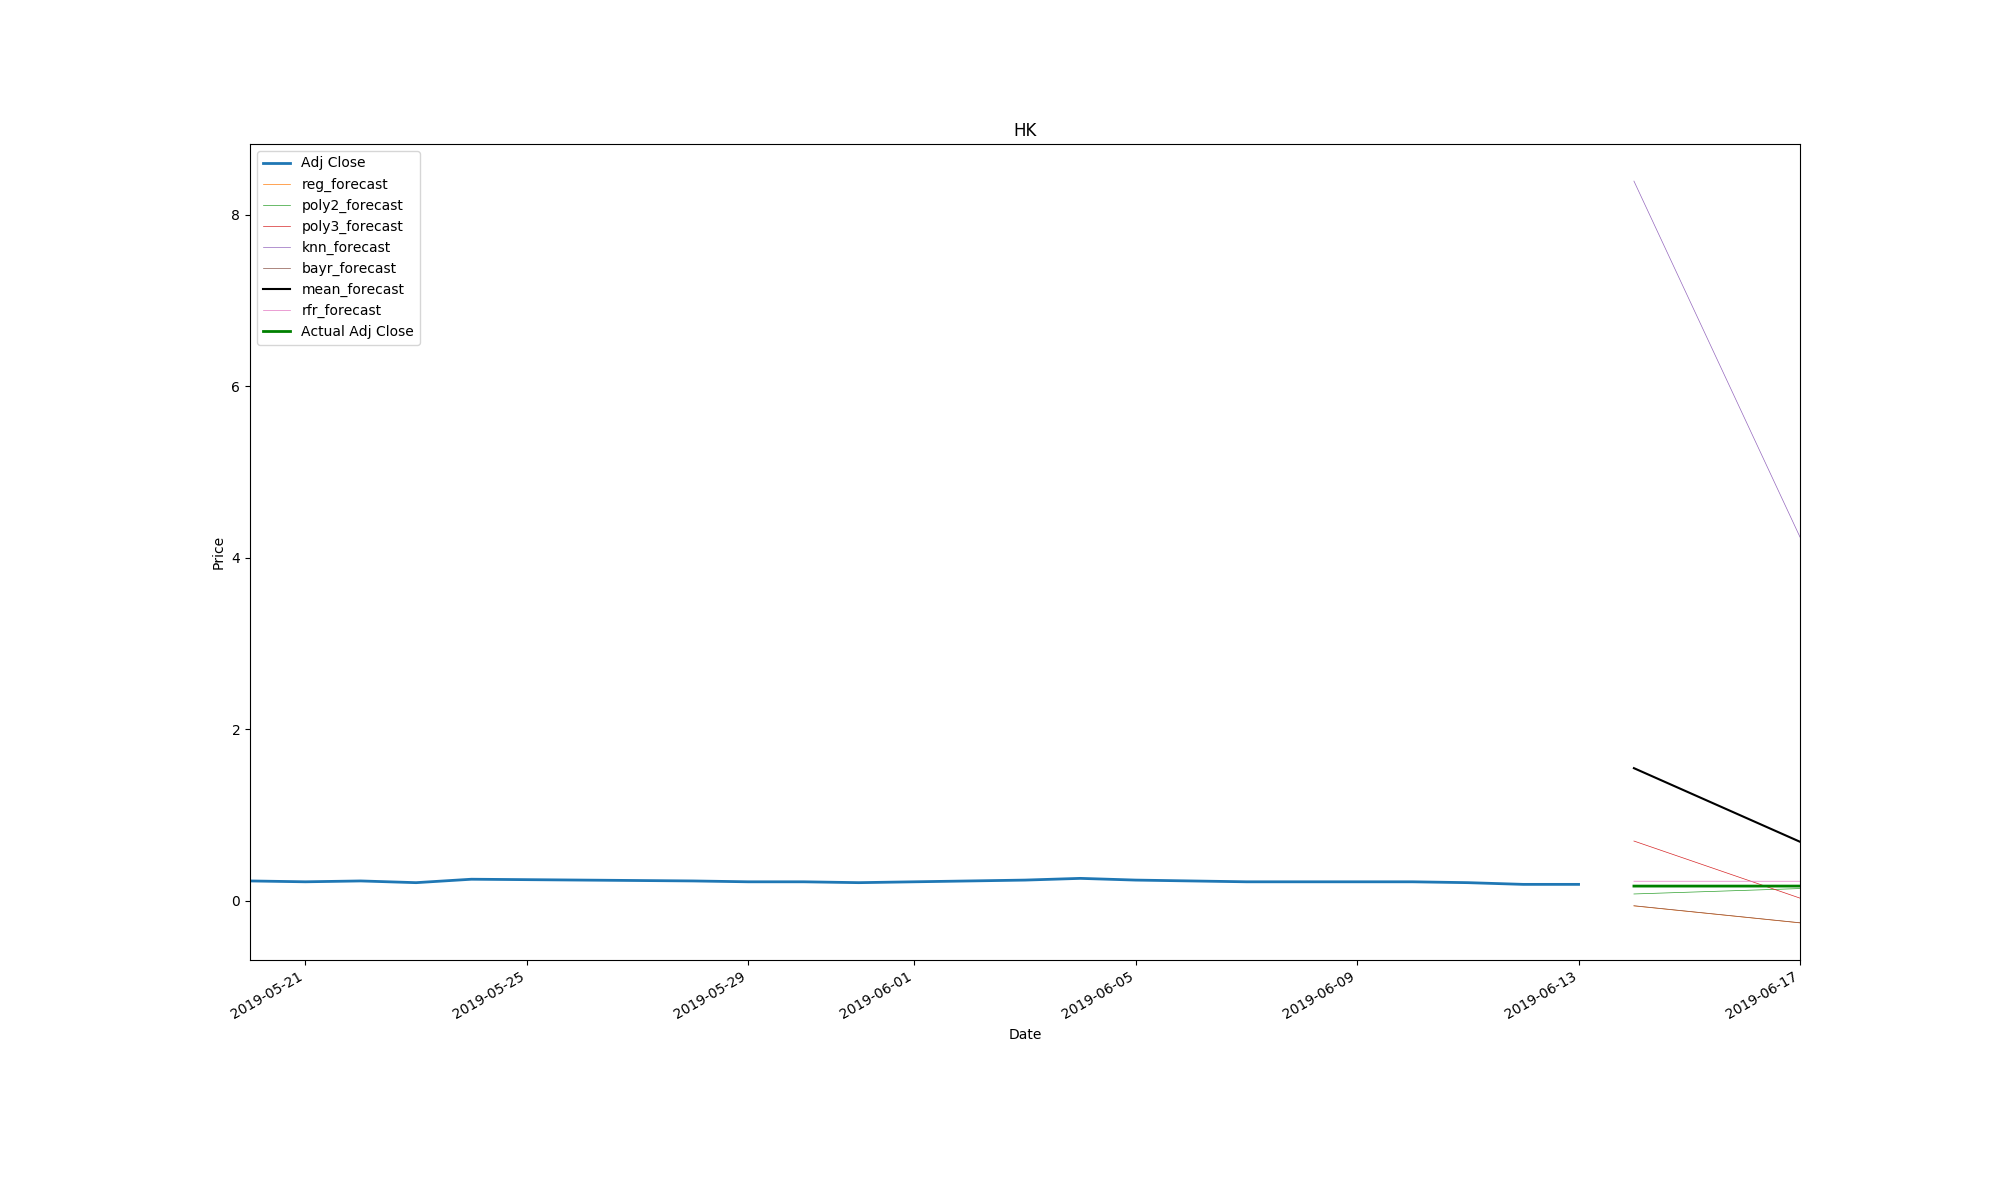 HK
Adj Close
reg_forecast
poly2_forecast
poly3_forecast
knn_forecast
bayr_forecast
mean_forecast
rfr_forecast
Actual Adj Close
8
6
4
2
0
Price
2019-05-21
2019-05-25
2019-05-29
2019-06-01
2019-06-05
2019-06-09
2019-06-13
2019-06-17
Date